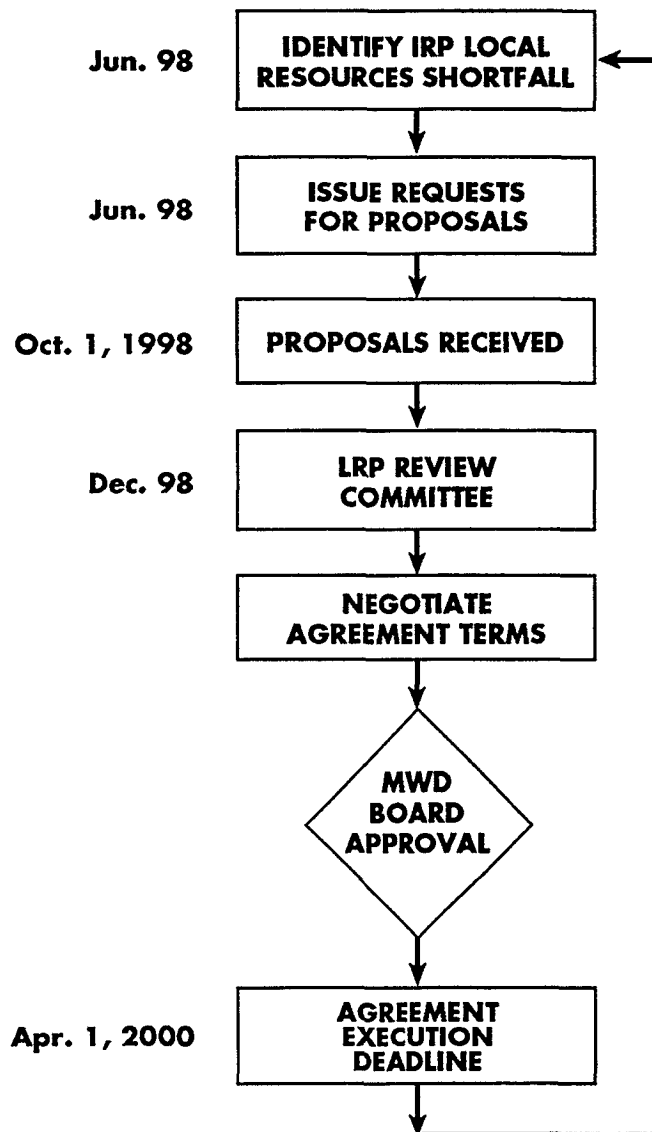 Jun. 98
IDENTIFY IRP LOCAL
RESOURCES SHORTFALL
Jun. 98
ISSUE REQUESTS
FOR PROPOSALS
Oct. 1, 1998
PROPOSALS RECEIVED
Dec. 98
LRP REVIEW
COMMITTEE
NEGOTIATE
AGREEMENT TERMS
MWD
BOARD
APPROVAL
Apr. 1, 2000
AGREEMENT
EXECUTION
DEADLINE